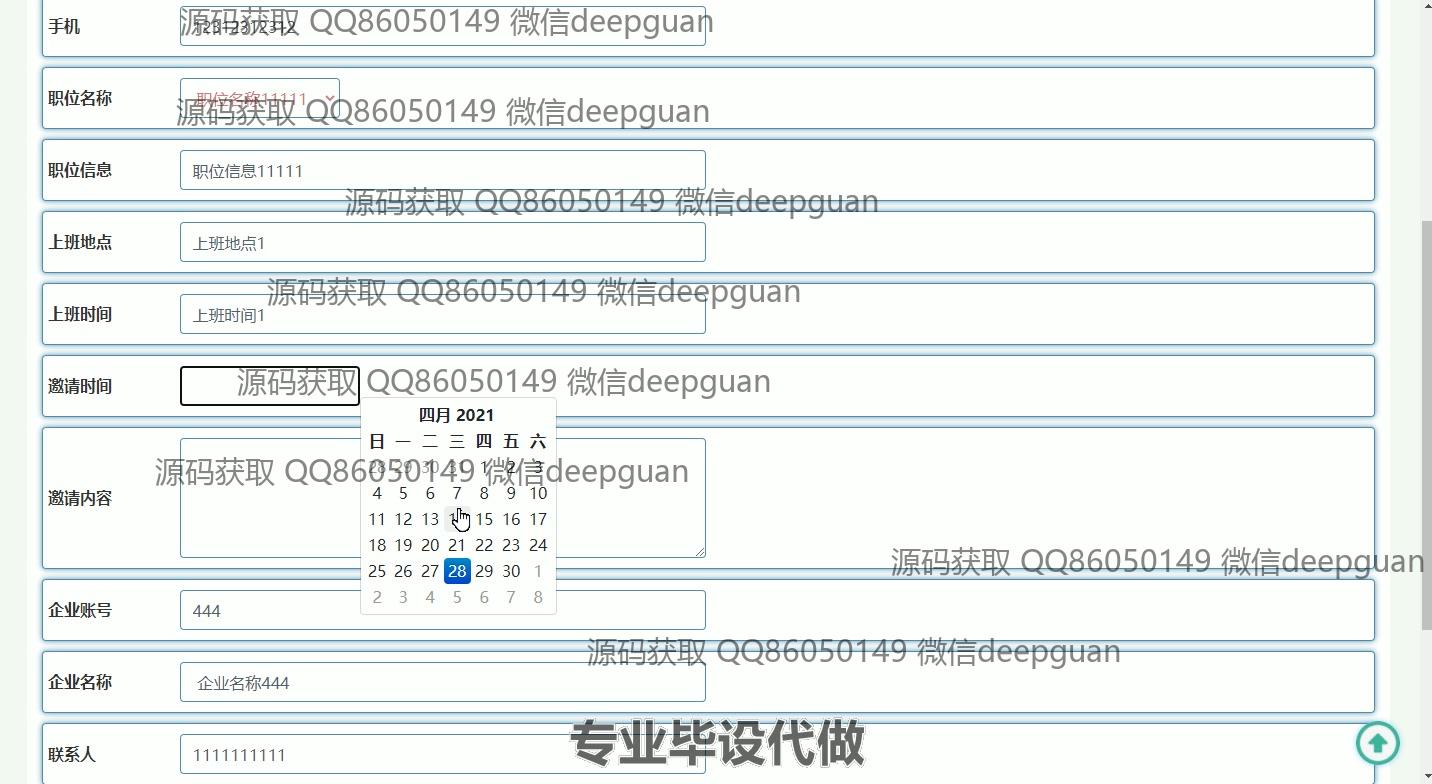 手机
12312312312
源码获取 QQ86050149 微信deepguan
职位名称
职位名称11111
源码获取 QQ86050149 微信deepguan
职位信息
职位信息11111
源码获取 QQ86050149 微信deepguan
上班地点
上班地点1
源码获取 QQ86050149 微信deepguan
上班时间
上班时间1
邀请时间
源码获取 QQ86050149 微信deepguan
四月 2021
日 一 二 三 四 五 六
28 29 30 31 1 2 3
源码获取 QQ86050149 微信deepguan
4 5 6 7 8 9 10
邀请内容
11 12 13 15 16 17
18 19 20 21 22 23 24
源码获取 QQ86050149 微信deepguan
25 26 27 28 29 30 1
2 3 4 5 6 7 8
企业账号
444
源码获取 QQ86050149 微信deepguan
企业名称
企业名称444
专业毕设代做
联系人
1111111111